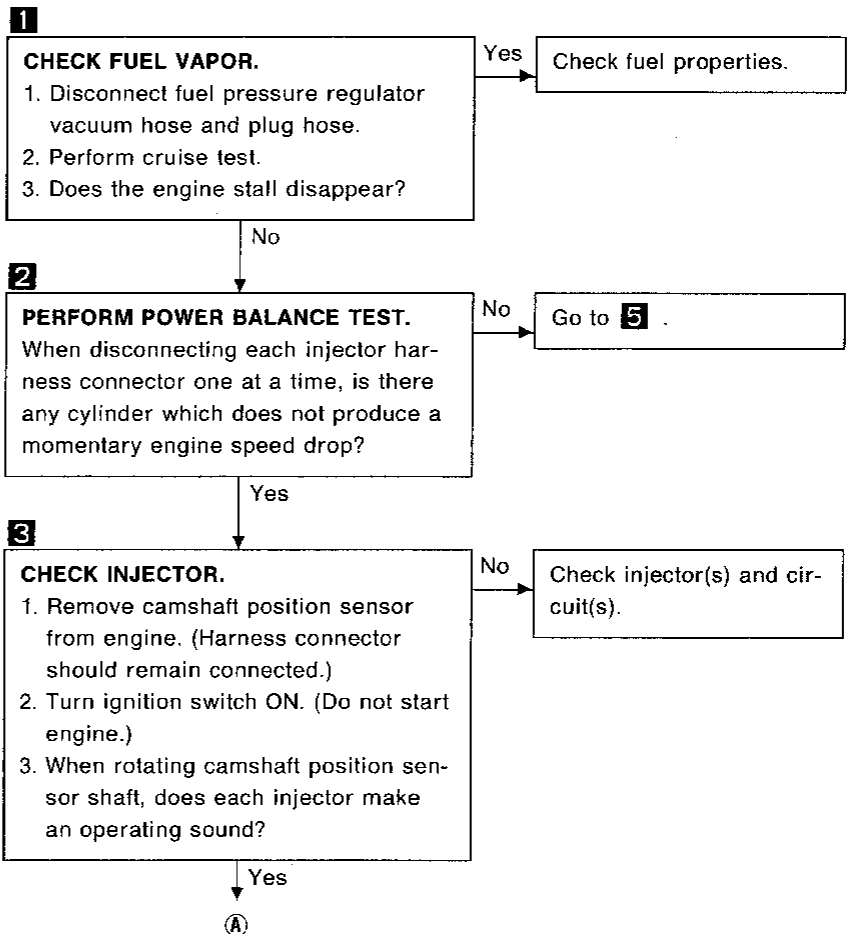 1
CHECK FUEL VAPOR.
1. Disconnect fuel pressure regulator
vacuum hose and plug hose.
2. Perform cruise test.
3. Does the engine stall disappear?
Yes
Check fuel properties.
No
2
PERFORM POWER BALANCE TEST.
When disconnecting each injector har-
ness connector one at a time, is there
any cylinder which does not produce a
momentary engine speed drop?
No
Go to 5 .
Yes
3
CHECK INJECTOR.
1. Remove camshaft position sensor
from engine. (Harness connector
should remain connected.)
2. Turn ignition switch ON. (Do not start
engine.)
3. When rotating camshaft position sen-
sor shaft, does each injector make
an operating sound?
No
Check injector(s) and cir-
cuit(s).
Yes
Ⓐ